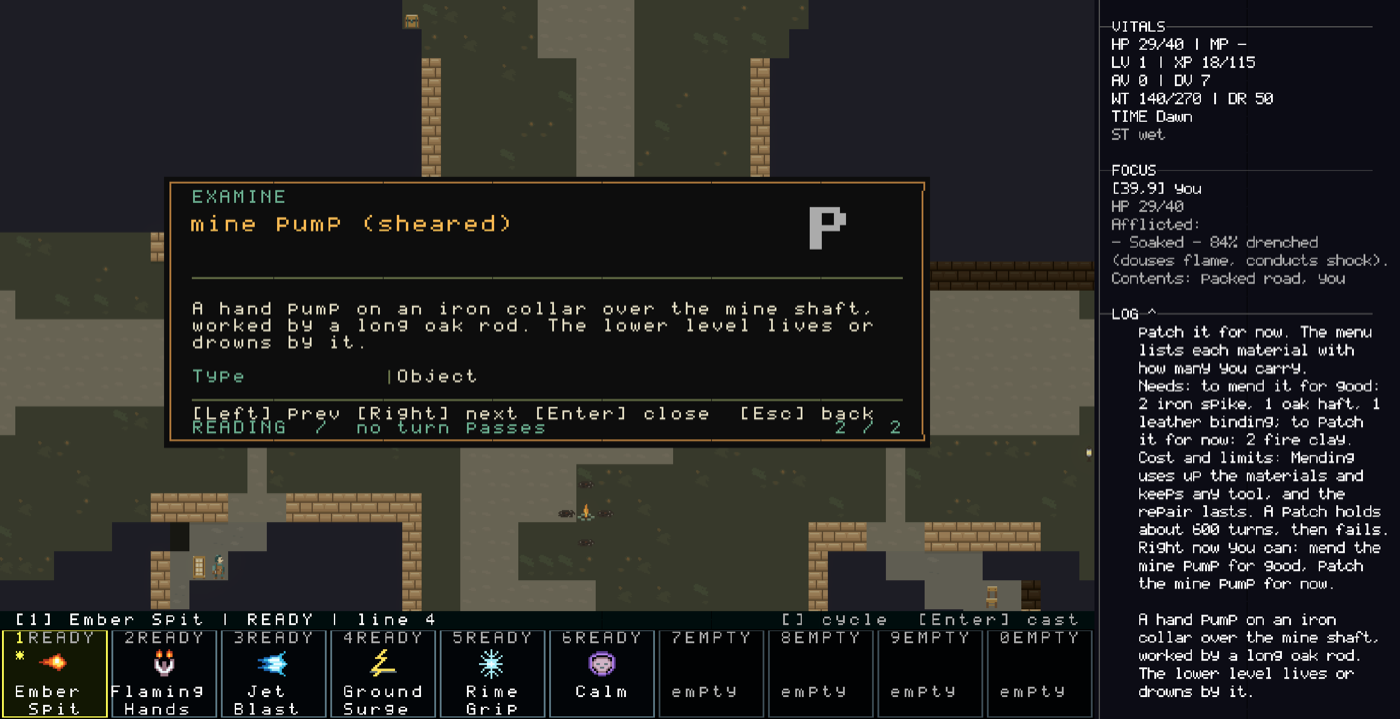 EXAMINE
mine pump (sheared)
P
A hand pump on an iron collar over the mine shaft,
worked by a long oak rod. The lower level lives or
drowns by it.
Type |Object
[Left] prev [Right] next [Enter] close [Esc] back
READING / no turn passes 2 / 2
[1] Ember Spit | READY | line 4 [] cycle [Enter] cast
1READY 2READY 3READY 4READY 5READY 6READY 7EMPTY 8EMPTY 9EMPTY 0EMPTY
*
Ember Spit
Flaming Hands
Jet Blast
Ground Surge
Rime Grip
Calm
empty
empty
empty
empty
VITALS
HP 29/40 | MP -
LV 1 | XP 18/115
AV 0 | DV 7
WT 140/270 | DR 50
TIME Dawn
ST wet
FOCUS
[39,9] You
HP 29/40
Afflicted:
- Soaked - 84% drenched
(douses flame, conducts shock).
Contents: Packed road, you
LOG ^
Patch it for now. The menu
lists each material with
how many you carry.
Needs: to mend it for good:
2 iron spike, 1 oak haft, 1
leather binding; to patch
it for now: 2 fire clay.
Cost and limits: Mending
uses up the materials and
keeps any tool, and the
repair lasts. A patch holds
about 600 turns, then fails.
Right now you can: mend the
mine pump for good, patch
the mine pump for now.
A hand pump on an iron
collar over the mine shaft,
worked by a long oak rod.
The lower level lives or
drowns by it.